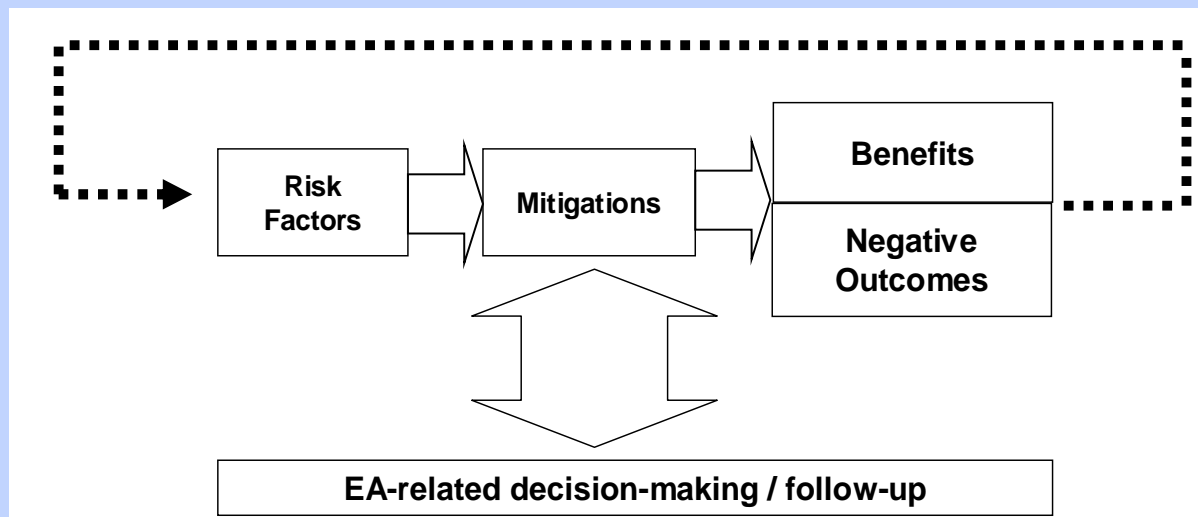 Risk
Factors
Mitigations
Benefits
Negative
Outcomes
EA-related decision-making / follow-up